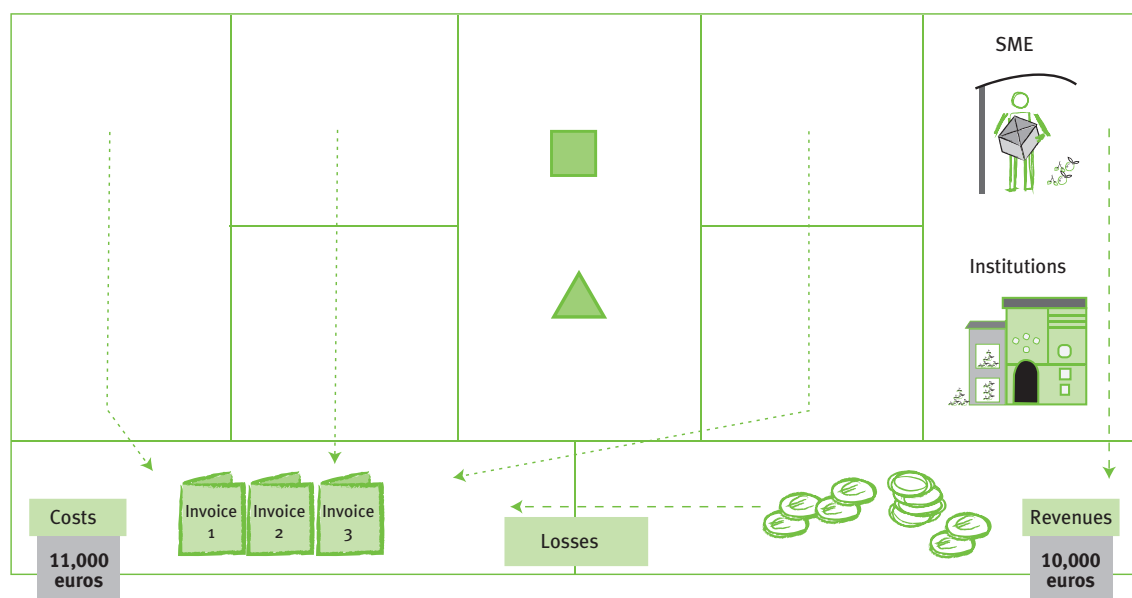 SME
Institutions
Costs
11,000
euros
Invoice
1
Invoice
2
Invoice
3
Losses
Revenues
10,000
euros